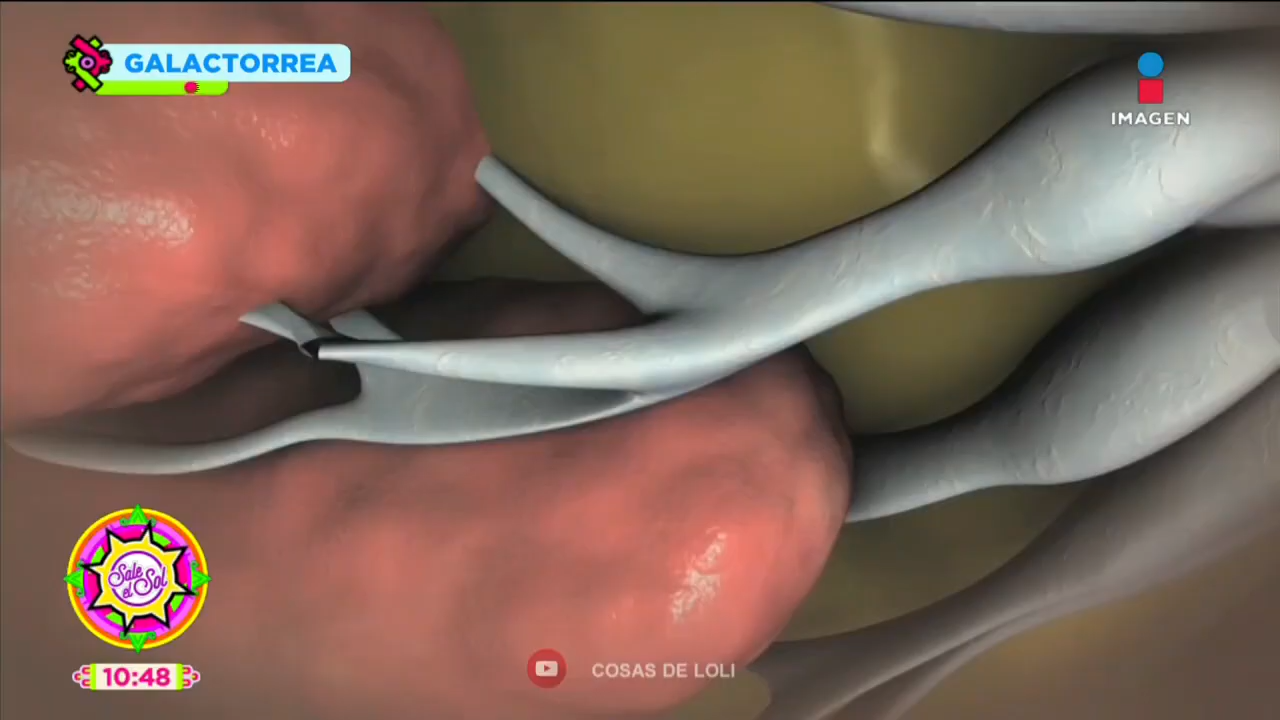 GALACTORREA
IMAGEN
Sale
el Sol
10:48
COSAS DE LOLI